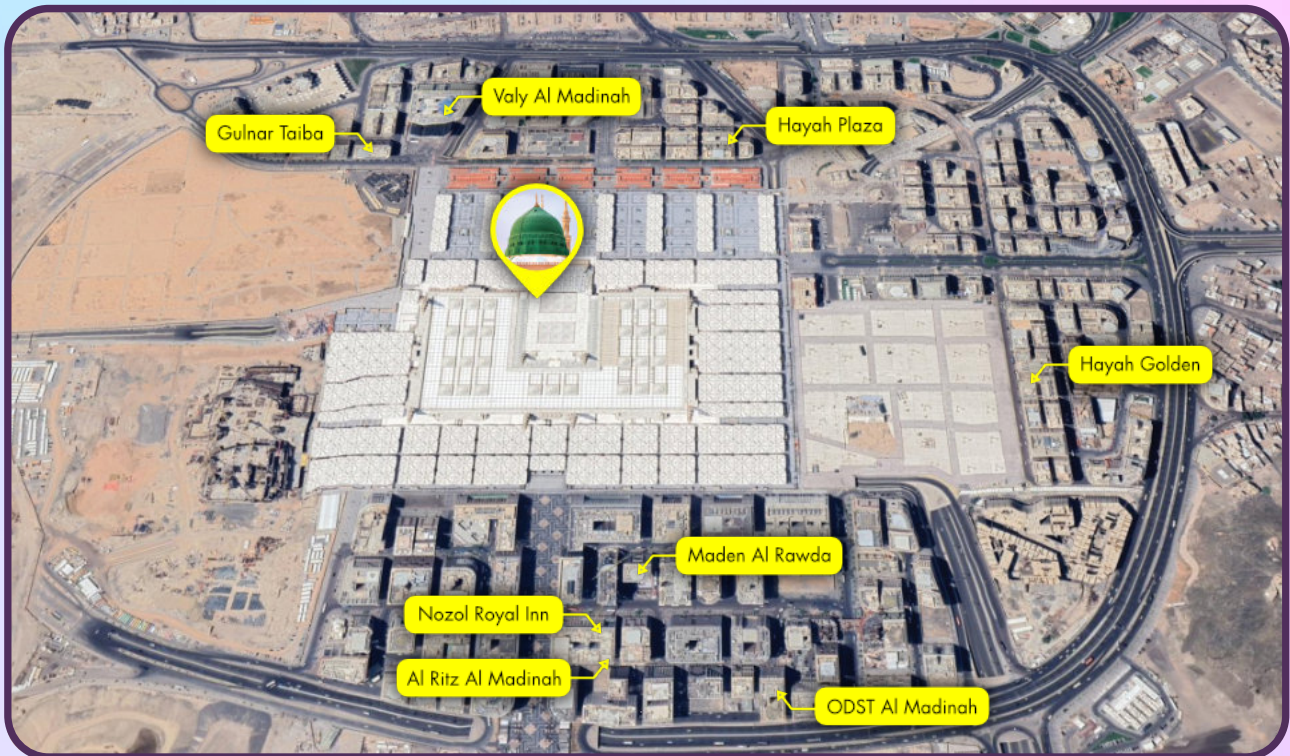 Valy Al Madinah
Gulnar Taiba
Hayah Plaza
Hayah Golden
Maden Al Rawda
Nozol Royal Inn
Al Ritz Al Madinah
ODST Al Madinah